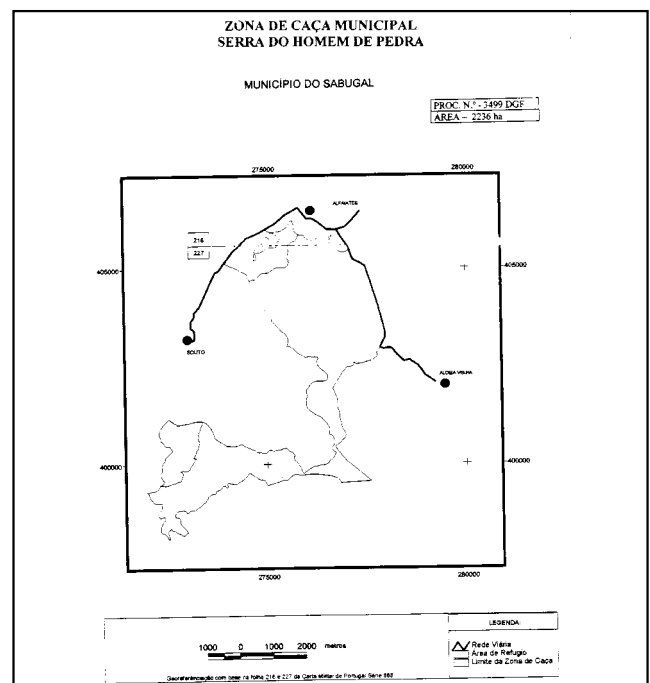 ZONA DE CAÇA MUNICIPAL
SERRA DO HOMEM DE PEDRA
MUNICÍPIO DO SABUGAL
PROC. N.º - 3499 DGF
AREA – 2236 ha
275000
280000
ALFAIATES
216
227
405000
405000
SOUTO
ALDEIA VELHA
400000
400000
275000
280000
LEGENDA:
1000 0 1000 2000 metros
Rede Viária
Área de Refugio
Limite da Zona de Caça
Georeferenciação com base na folha 216 e 227 da Carta Militar de Portugal Série